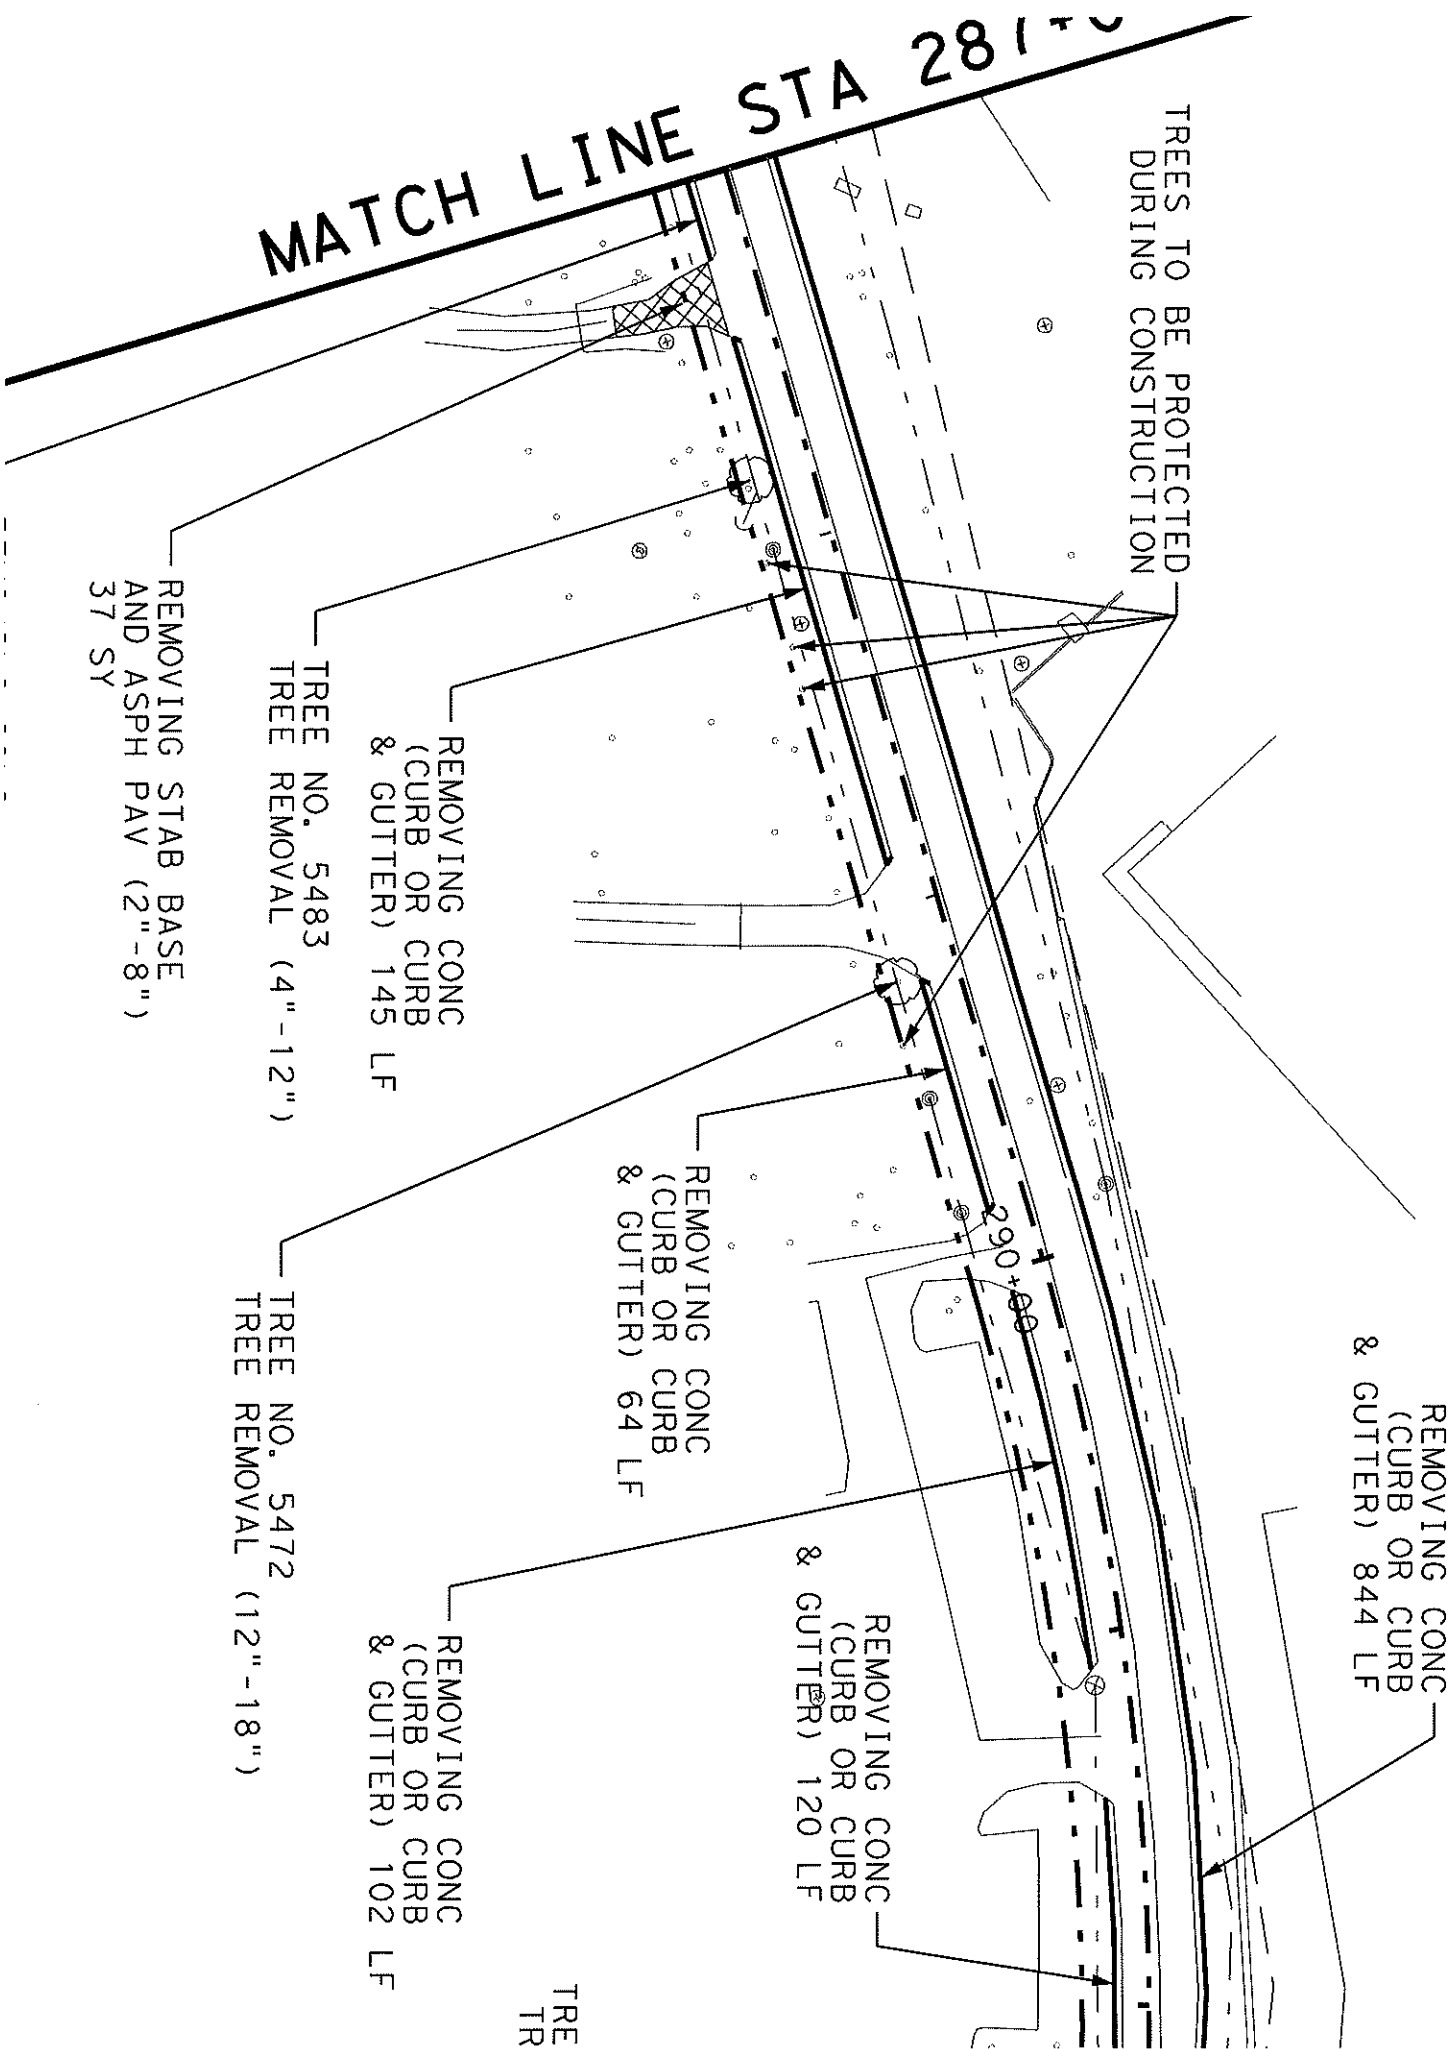 MATCH LINE STA 287+
TREES TO BE PROTECTED
DURING CONSTRUCTION
REMOVING CONC
(CURB OR CURB
& GUTTER) 844 LF
REMOVING CONC
(CURB OR CURB
& GUTTER) 120 LF
290+00
REMOVING CONC
(CURB OR CURB
& GUTTER) 64 LF
REMOVING CONC
(CURB OR CURB
& GUTTER) 145 LF
REMOVING CONC
(CURB OR CURB
& GUTTER) 102 LF
TREE NO. 5483
TREE REMOVAL (4"-12")
TREE NO. 5472
TREE REMOVAL (12"-18")
REMOVING STAB BASE
AND ASPH PAV (2"-8")
37 SY
TRE
TR